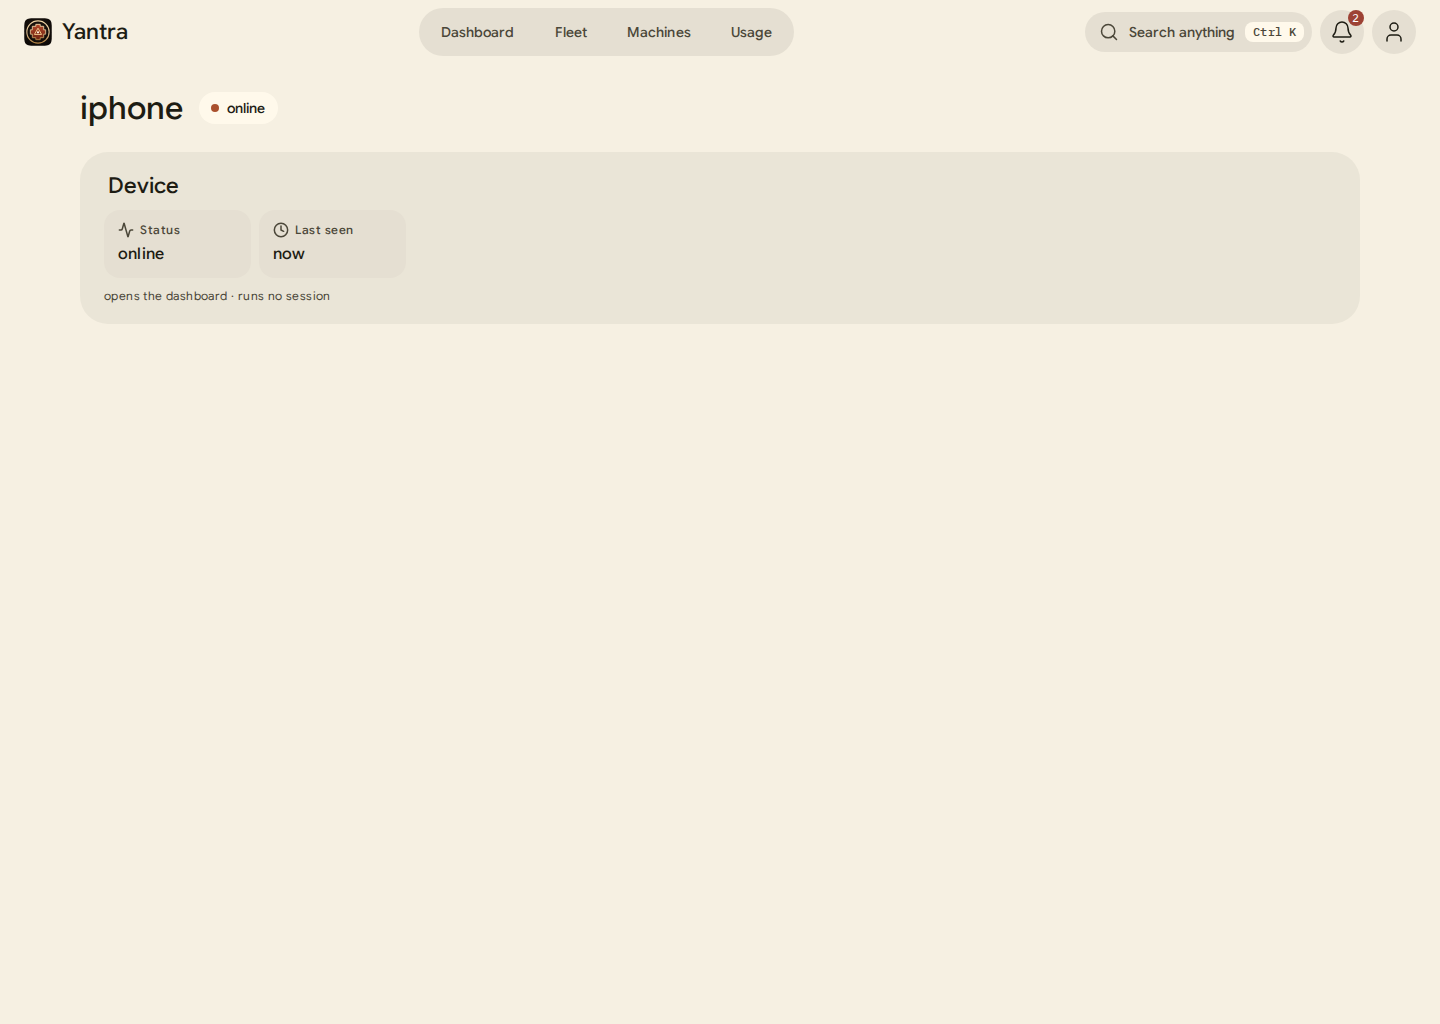 Yantra
Dashboard Fleet Machines Usage
Search anything Ctrl K
2
iphone
online
Device
Status
online
Last seen
now
opens the dashboard · runs no session